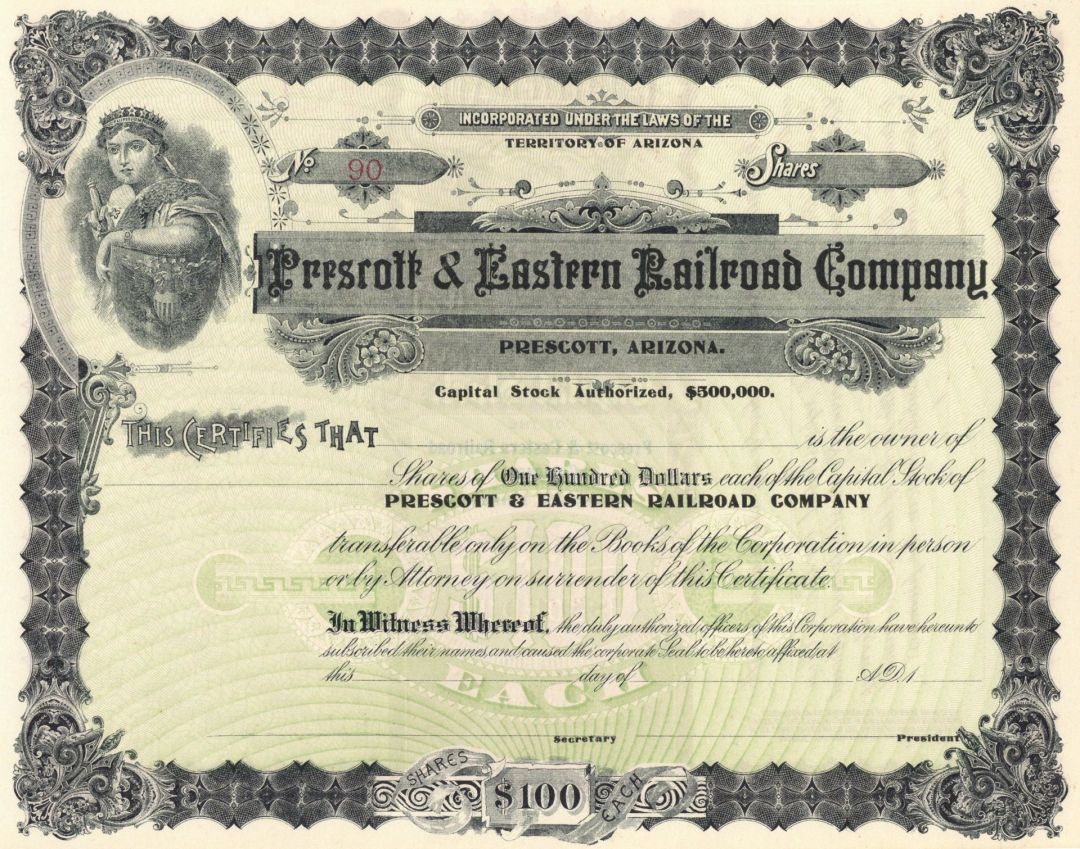 INCORPORATED UNDER THE LAWS OF THE
TERRITORY OF ARIZONA
No 90
Shares
Prescott & Eastern Railroad Company
PRESCOTT, ARIZONA.
Capital Stock Authorized, $500,000.
THIS CERTIFIES THAT is the owner of
Shares of One Hundred Dollars each of the Capital Stock of
PRESCOTT & EASTERN RAILROAD COMPANY
transferable only on the Books of the Corporation in person
or by Attorney on surrender of this Certificate.
In Witness Whereof, the duly authorized officers of this Corporation have hereunto
subscribed their names and caused the corporate Seal to be hereto affixed at
this day of A.D. 1
Secretary President
SHARES $100 EACH
SHARES
$100
EACH